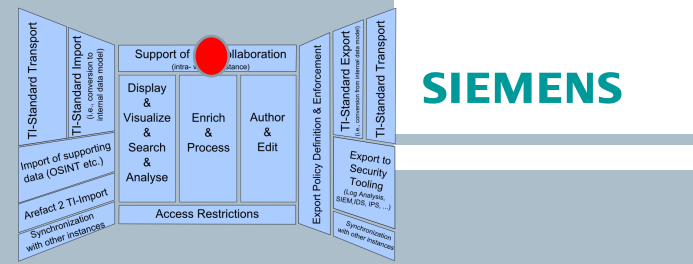 TI-Standard Transport
TI-Standard Import
(i.e., conversion to
internal data model)
Import of supporting
data (OSINT etc.)
Arefact 2 TI-Import
Synchronization
with other instances
Support of
(intra-
Display
&
Visualize
&
Search
&
Analyse
Enrich
&
Process
Author
&
Edit
Access Restrictions
Export Policy Definition & Enforcement
TI-Standard Export
(i.e., conversion from internal data model)
TI-Standard Transport
Export to
Security
Tooling
(Log Analysis,
SIEM,IDS, IPS, ...)
Synchronization
with other instances
SIEMENS